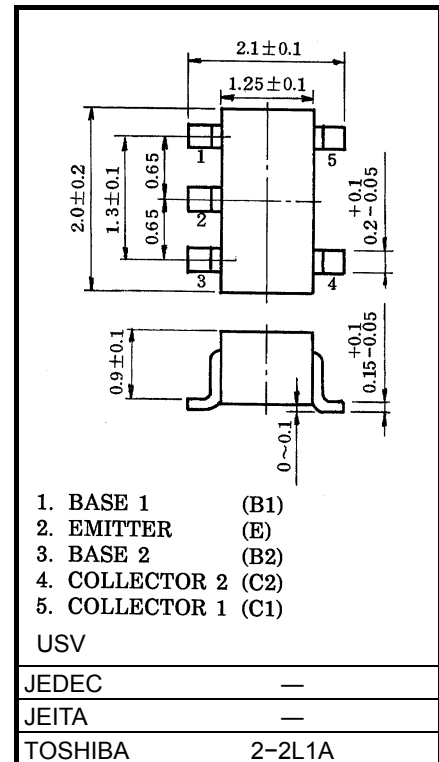 2.1±0.1
1.25±0.1
2.0±0.2
1.3±0.1
0.65
0.65
1
2
3
5
4
+0.1
0.2-0.05
0.9±0.1
+0.1
0.15-0.05
0~0.1
1. BASE 1 (B1)
2. EMITTER (E)
3. BASE 2 (B2)
4. COLLECTOR 2 (C2)
5. COLLECTOR 1 (C1)
USV
JEDEC —
JEITA —
TOSHIBA 2−2L1A